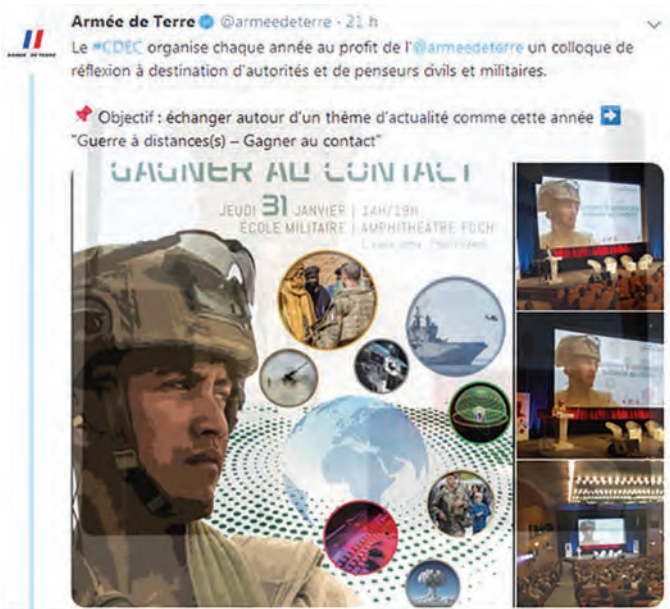 Armée de Terre @armeedeterre · 21 h
Le #CDEC organise chaque année au profit de l'@armeedeterre un colloque de
réflexion à destination d'autorités et de penseurs civils et militaires.
Objectif : échanger autour d'un thème d'actualité comme cette année
"Guerre à distances(s) – Gagner au contact"
GAGNER AU CONTACT
JEUDI 31 JANVIER | 14H/19H
ÉCOLE MILITAIRE | AMPHITHÉATRE FOCH